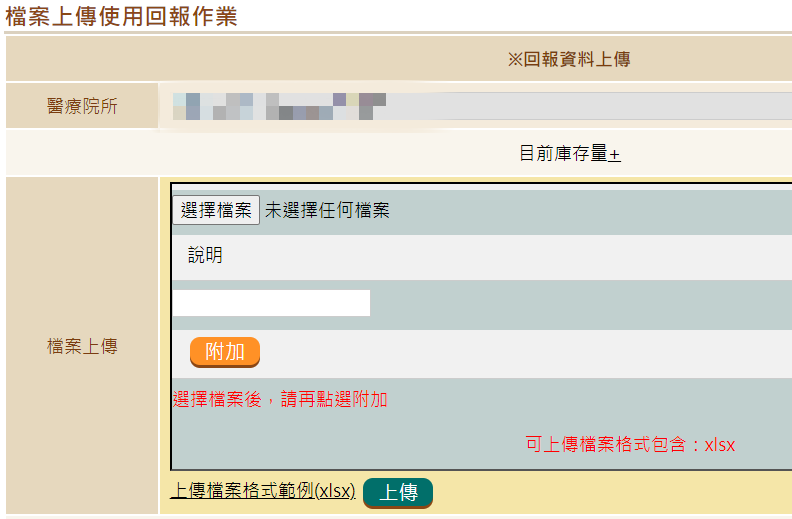 檔案上傳使用回報作業
※回報資料上傳
醫療院所
目前庫存量+
檔案上傳
選擇檔案 未選擇任何檔案
說明
附加
選擇檔案後，請再點選附加
可上傳檔案格式包含：xlsx
上傳檔案格式範例(xlsx) 上傳